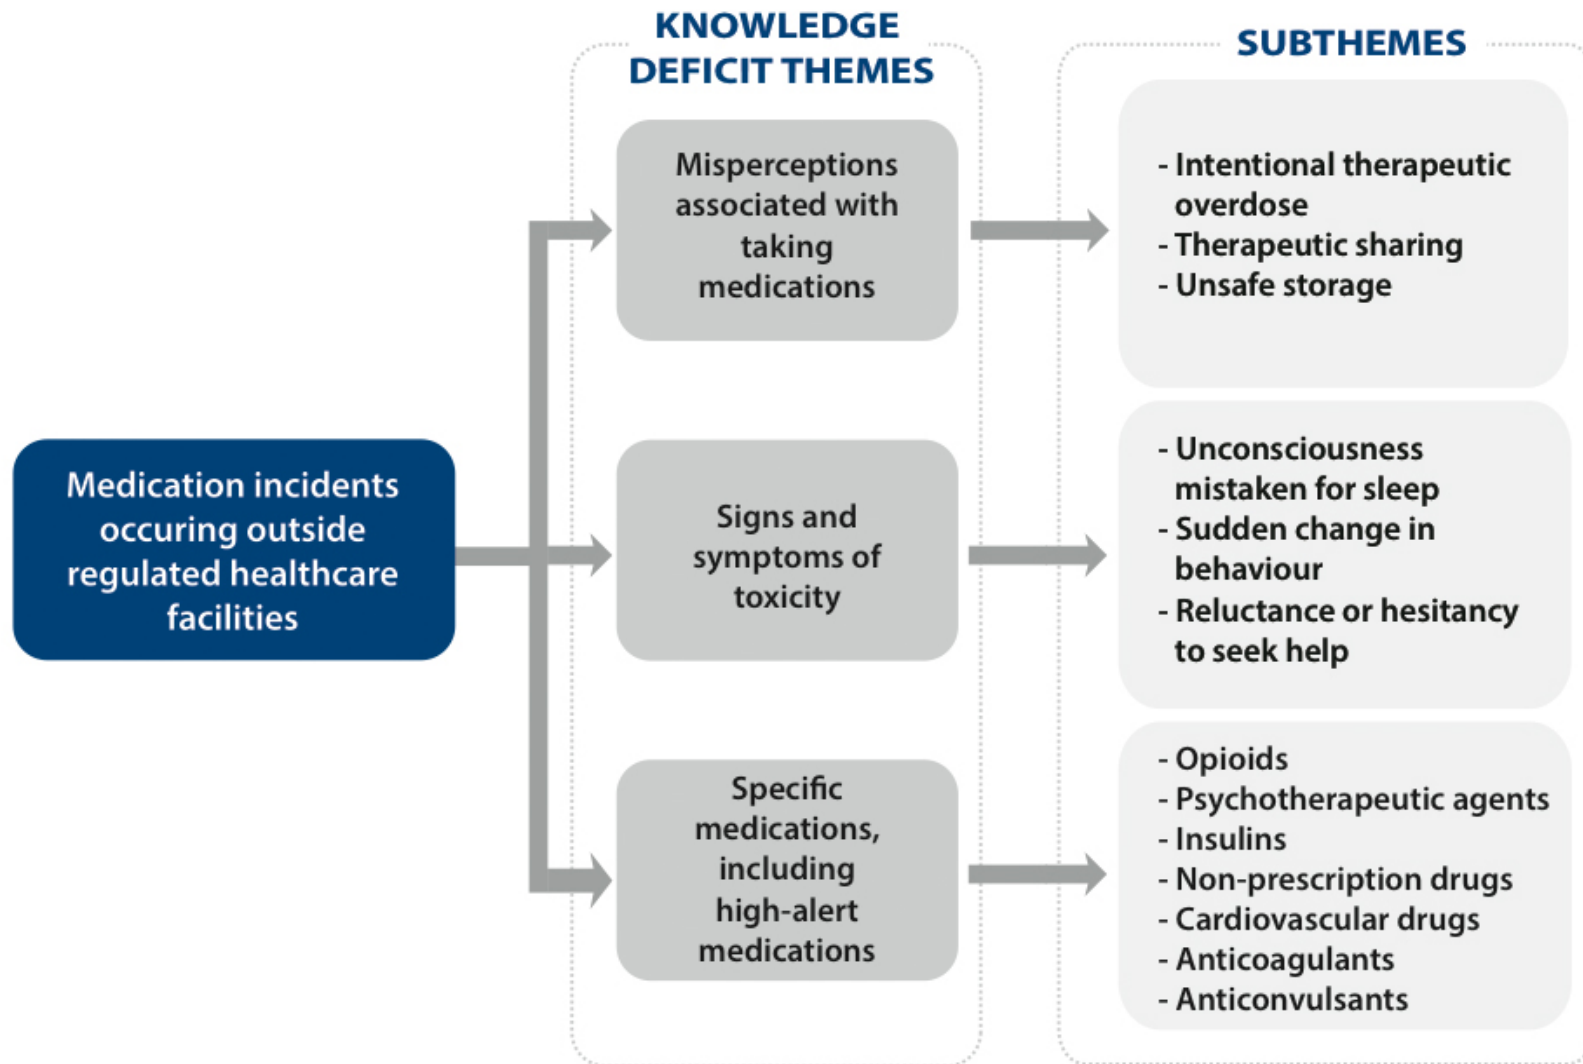 KNOWLEDGE
DEFICIT THEMES
SUBTHEMES
Medication incidents
occuring outside
regulated healthcare
facilities
Misperceptions
associated with
taking
medications
- Intentional therapeutic
overdose
- Therapeutic sharing
- Unsafe storage
Signs and
symptoms of
toxicity
- Unconsciousness
mistaken for sleep
- Sudden change in
behaviour
- Reluctance or hesitancy
to seek help
Specific
medications,
including
high-alert
medications
- Opioids
- Psychotherapeutic agents
- Insulins
- Non-prescription drugs
- Cardiovascular drugs
- Anticoagulants
- Anticonvulsants